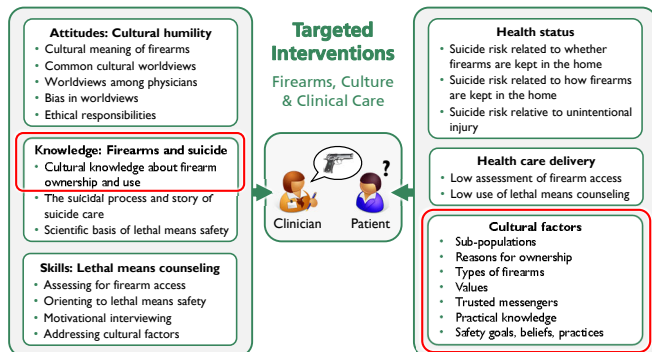 Attitudes: Cultural humility
• Cultural meaning of firearms
• Common cultural worldviews
• Worldviews among physicians
• Bias in worldviews
• Ethical responsibilities
Knowledge: Firearms and suicide
• Cultural knowledge about firearm
ownership and use
• The suicidal process and story of
suicide care
• Scientific basis of lethal means safety
Skills: Lethal means counseling
• Assessing for firearm access
• Orienting to lethal means safety
• Motivational interviewing
• Addressing cultural factors
Targeted
Interventions
Firearms, Culture
& Clinical Care
?
Clinician
Patient
Health status
• Suicide risk related to whether
firearms are kept in the home
• Suicide risk related to how firearms
are kept in the home
• Suicide risk relative to unintentional
injury
Health care delivery
• Low assessment of firearm access
• Low use of lethal means counseling
Cultural factors
• Sub-populations
• Reasons for ownership
• Types of firearms
• Values
• Trusted messengers
• Practical knowledge
• Safety goals, beliefs, practices